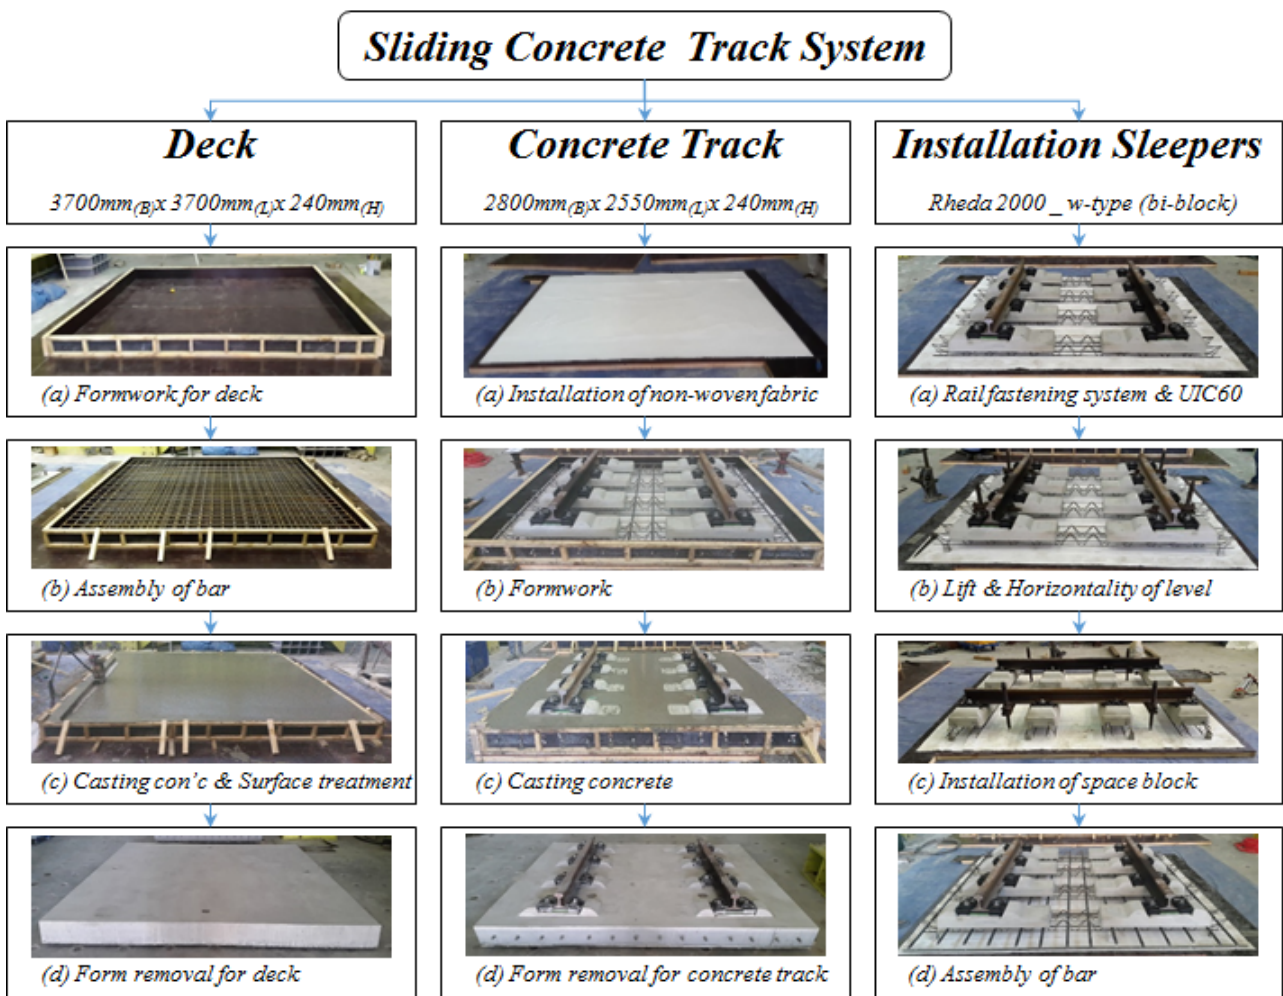 Sliding Concrete Track System
Deck
3700mm(B)x 3700mm(L)x 240mm(H)
(a) Formwork for deck
(b) Assembly of bar
(c) Casting con'c & Surface treatment
(d) Form removal for deck
Concrete Track
2800mm(B)x 2550mm(L)x 240mm(H)
(a) Installation of non-woven fabric
(b) Formwork
(c) Casting concrete
(d) Form removal for concrete track
Installation Sleepers
Rheda 2000 _ w-type (bi-block)
(a) Rail fastening system & UIC60
(b) Lift & Horizontality of level
(c) Installation of space block
(d) Assembly of bar